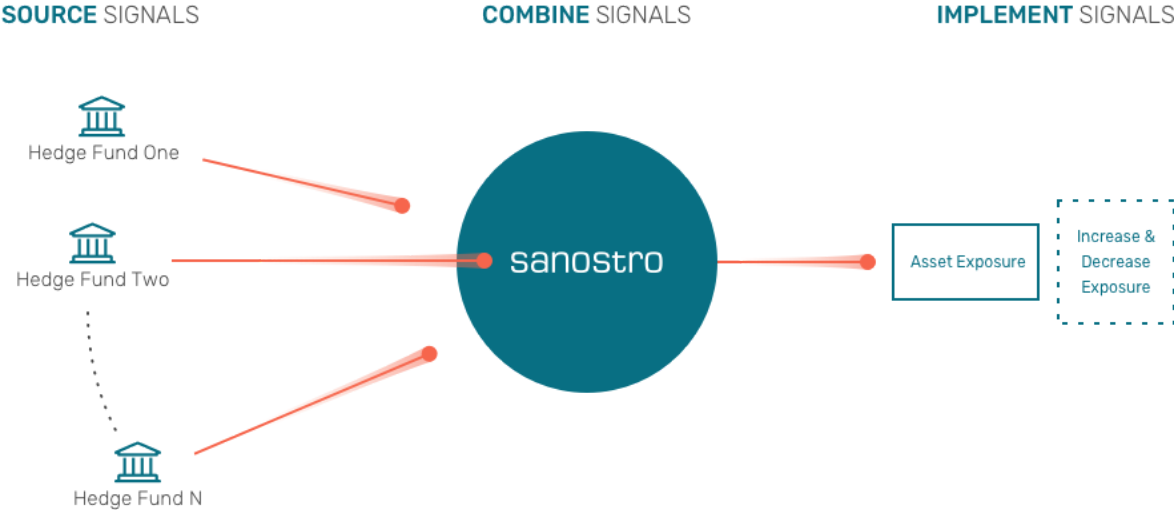 SOURCE SIGNALS
COMBINE SIGNALS
IMPLEMENT SIGNALS
Hedge Fund One
Hedge Fund Two
Hedge Fund N
sanostro
Asset Exposure
Increase &
Decrease
Exposure